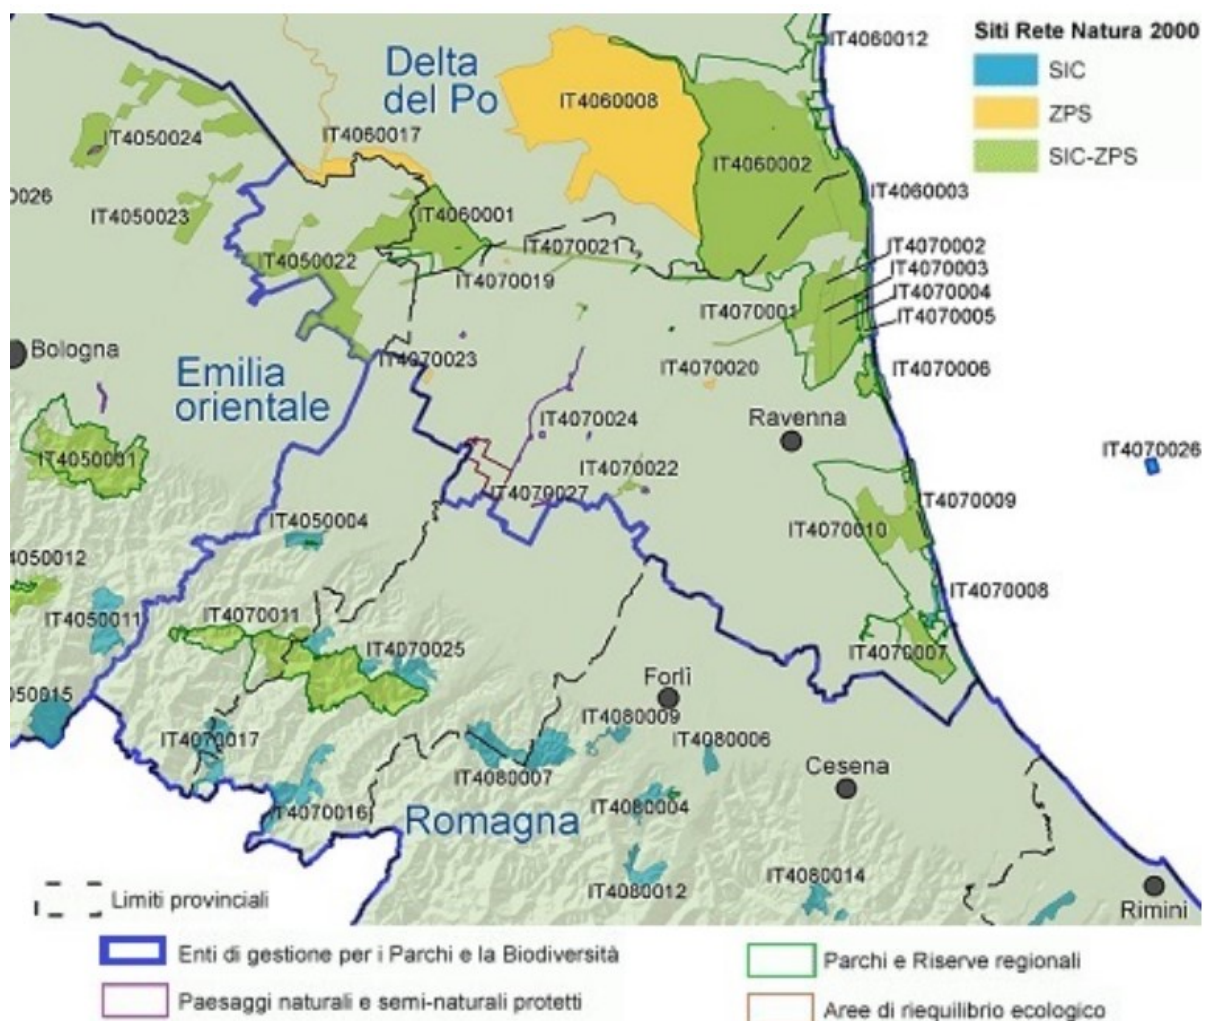 Siti Rete Natura 2000
SIC
ZPS
SIC-ZPS
IT4060012
Delta
del Po
IT4060008
IT4060017
IT4050024
IT4060002
IT4060003
0026
IT4050023
IT4060001
IT4070021
IT4070002
IT4050022
IT4070003
IT4070019
IT4070004
IT4070001
IT4070005
Bologna
IT4070023
IT4070020
IT4070006
Emilia
orientale
IT4070024
Ravenna
IT4050001
IT4070022
IT4070026
IT4070027
IT4070009
IT4050004
IT4070010
4050012
IT4070008
IT4050011
IT4070011
IT4070025
IT4070007
Forlì
050015
IT4080009
IT4070017
IT4080006
IT4080007
Cesena
IT4070016
IT4080004
Romagna
IT4080012
IT4080014
Rimini
Limiti provinciali
Enti di gestione per i Parchi e la Biodiversità
Parchi e Riserve regionali
Paesaggi naturali e semi-naturali protetti
Aree di riequilibrio ecologico